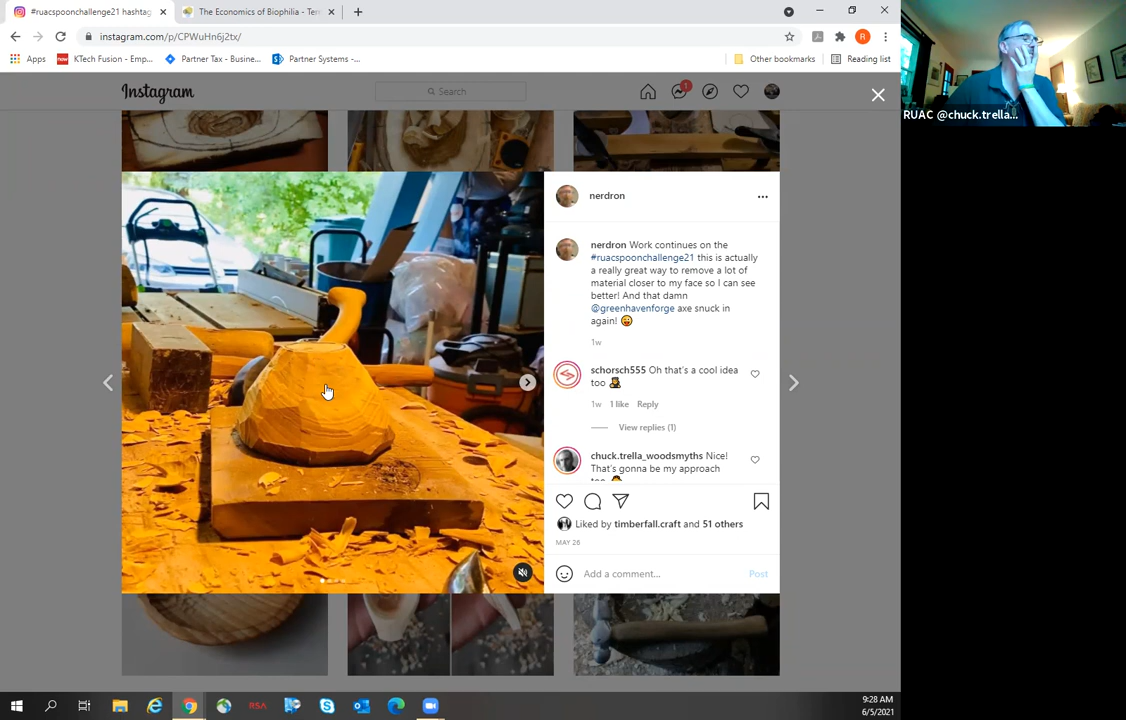 #ruacspoonchallenge21 hashtag
The Economics of Biophilia - Ter
instagram.com/p/CPWuHn6j2tx/
Apps
now
KTech Fusion - Emp...
Partner Tax - Busine...
Partner Systems -...
Other bookmarks
Reading list
R
Instagram
Search
1
nerdron
nerdron Work continues on the
#ruacspoonchallenge21 this is actually
a really great way to remove a lot of
material closer to my face so I can see
better! And that damn
@greenhavenforge axe snuck in
again!
1w
schorsch555 Oh that's a cool idea
too
1w 1 like Reply
View replies (1)
chuck.trella_woodsmyths Nice!
That's gonna be my approach
Liked by timberfall.craft and 51 others
MAY 26
Add a comment...
Post
RUAC @chuck.trella...
RSA
9:28 AM
6/5/2021